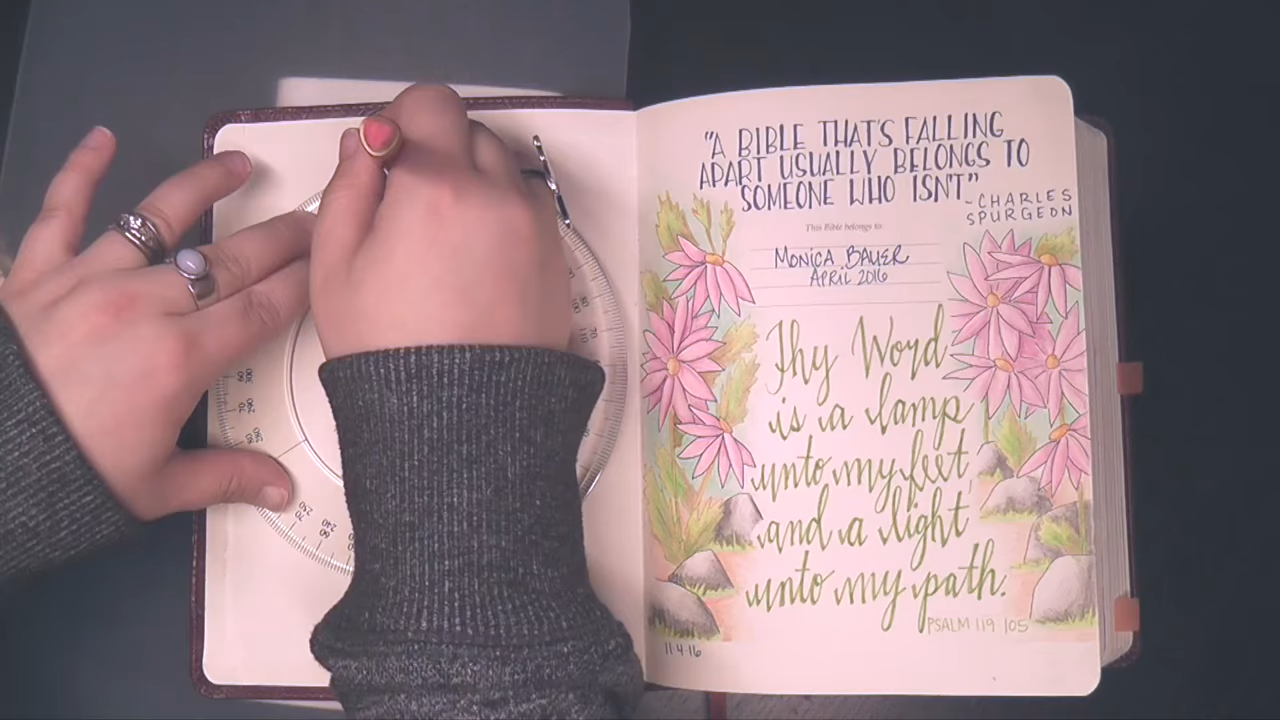 "A BIBLE THAT'S FALLING
APART USUALLY BELONGS TO
SOMEONE WHO ISN'T"
-CHARLES
SPURGEON
This Bible belongs to
MONICA BAUER
APRIL 2016
Thy Word
is a lamp
unto my feet
and a light
unto my path.
PSALM 119 105
11·4·16